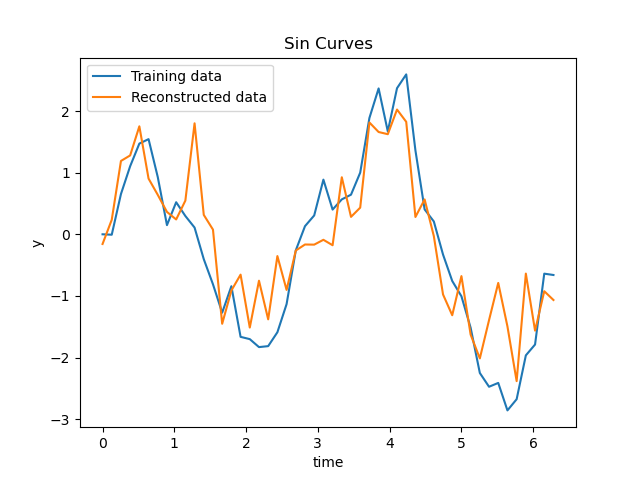 Sin Curves
Training data
Reconstructed data
y
2
1
0
−1
−2
−3
0 1 2 3 4 5 6
time